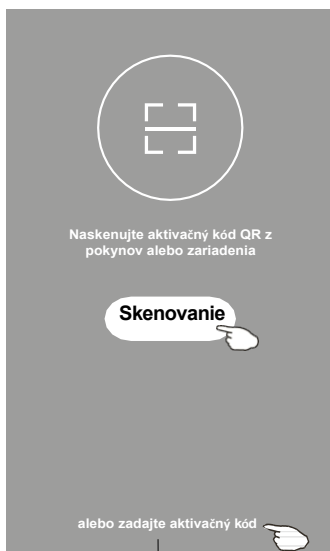 Naskenujte aktivačný kód QR z
pokynov alebo zariadenia
Skenovanie
alebo zadajte aktivačný kód